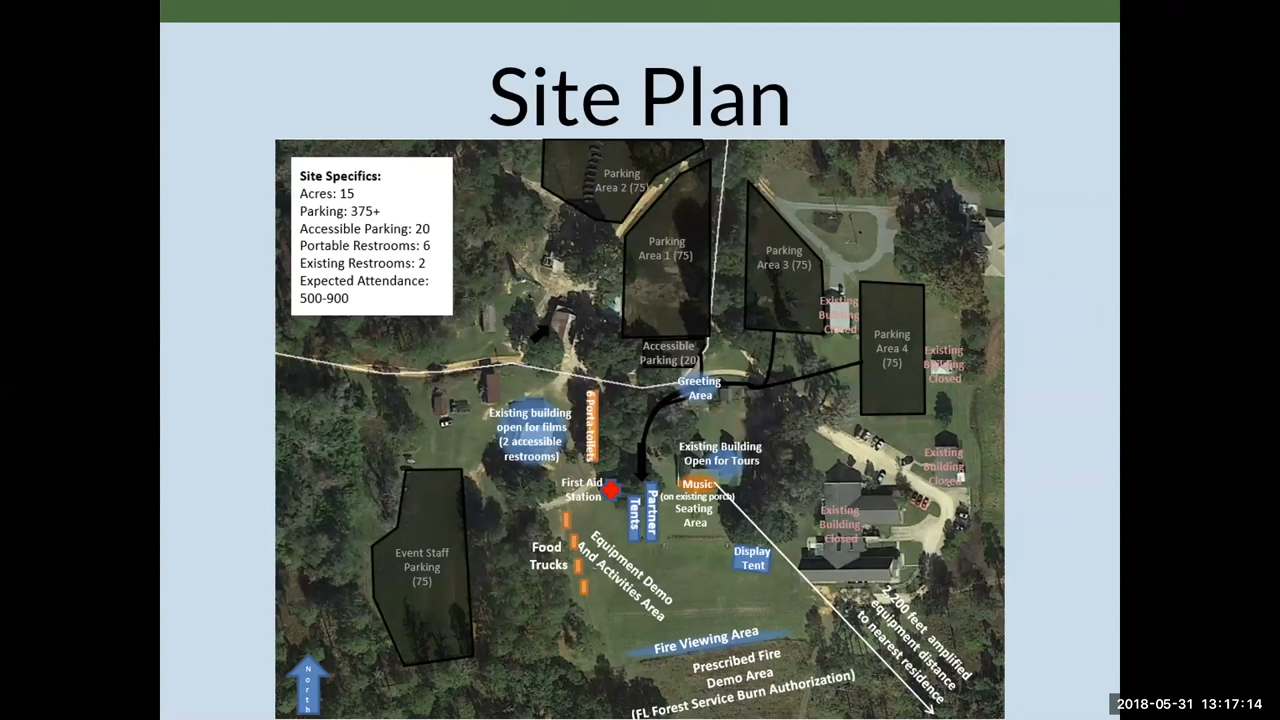 Site Plan
Site Specifics:
Acres: 15
Parking: 375+
Accessible Parking: 20
Portable Restrooms: 6
Existing Restrooms: 2
Expected Attendance:
500-900
Parking
Area 2 (75)
Parking
Area 1 (75)
Parking
Area 3 (75)
Existing
Building
Closed
Parking
Area 4
(75)
Existing
Building
Closed
Accessible
Parking (20)
Greeting
Area
Existing building
open for films
(2 accessible
restrooms)
6 Porta-toilets
Existing Building
Open for Tours
Existing
Building
Closed
First Aid
Station
Partner
Tents
Music
(on existing porch)
Seating
Area
Existing
Building
Closed
Event Staff
Parking
(75)
Food
Trucks
Equipment Demo
And Activities Area
Display
Tent
2,200 feet amplified
equipment distance
to nearest residence
Fire Viewing Area
Prescribed Fire
Demo Area
(FL Forest Service Burn Authorization)
North
2018-05-31 13:17:14